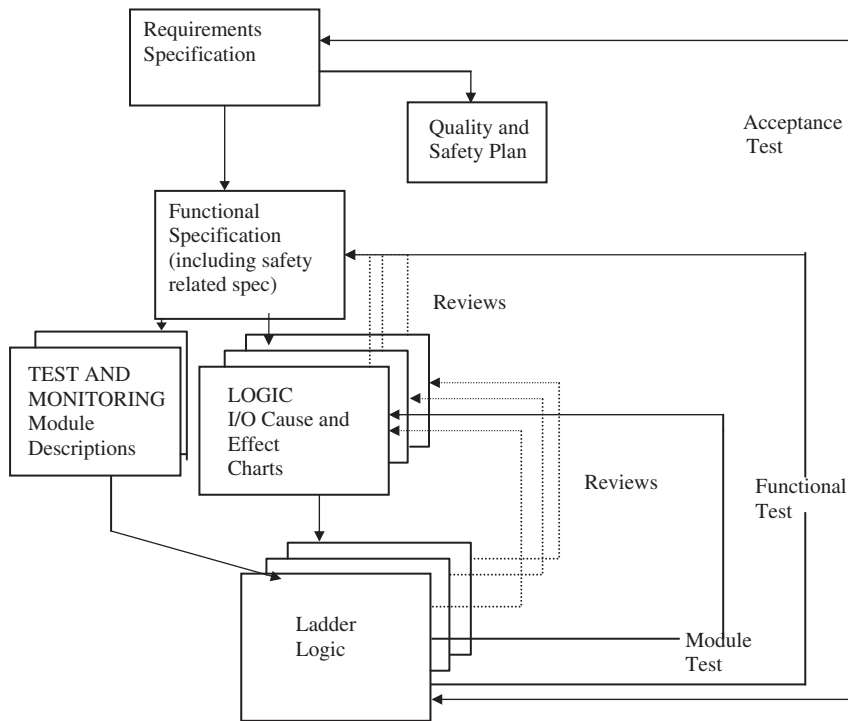 Requirements
Specification
Quality and
Safety Plan
Acceptance
Test
Functional
Specification
(including safety
related spec)
Reviews
TEST AND
MONITORING
Module
Descriptions
LOGIC
I/O Cause and
Effect
Charts
Reviews
Functional
Test
Ladder
Logic
Module
Test